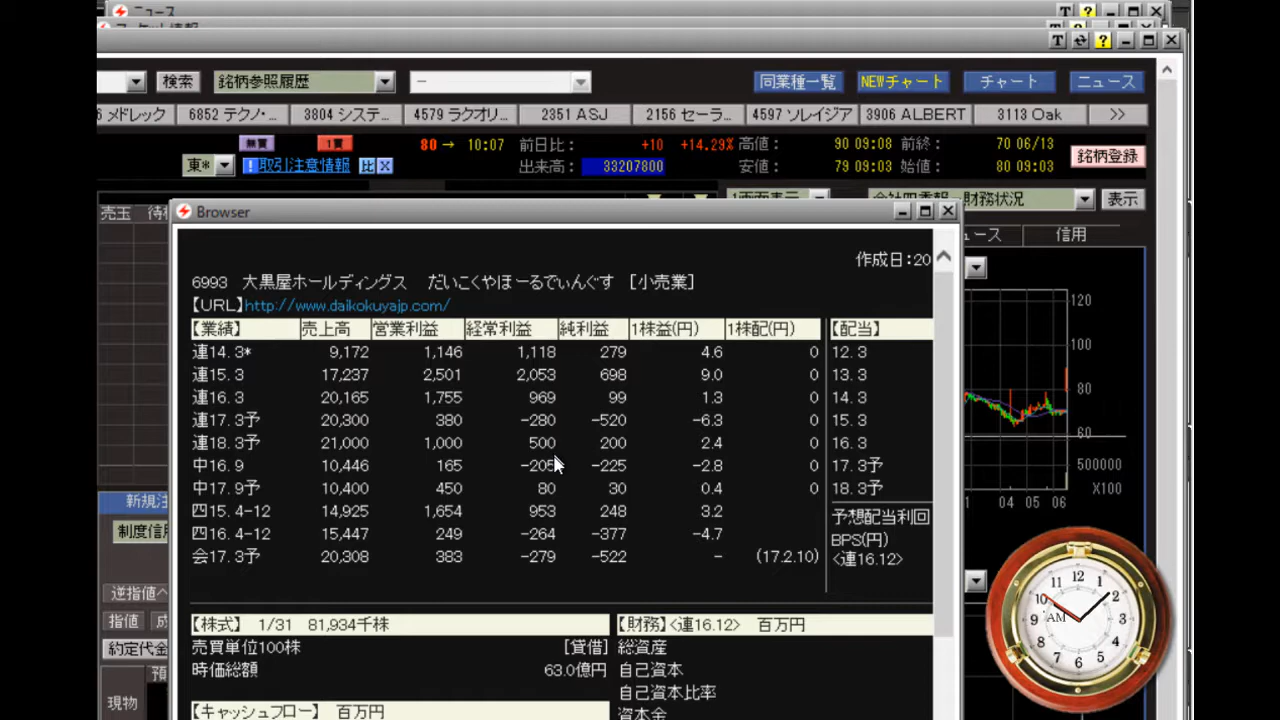 ニュース
T ?
検索 銘柄参照履歴 － 同業種一覧 NEWチャート チャート ニュース
6 メドレック 6852 テクノ・... 3804 システ... 4579 ラクオリ... 2351 ASJ 2156 セーラ... 4597 ソレイジア 3906 ALBERT 3113 Oak >>
80→ 10:07 前日比： +10 +14.29% 高値： 90 09:08 前終： 70 06/13
東* !取引注意情報 比 X 出来高： 33207800 安値： 79 09:03 始値： 80 09:03 銘柄登録
売玉 待 1画面表示 財務状況 表示
ュース 信用
Browser
作成日：20
6993 大黒屋ホールディングス だいこくやほーるでぃんぐす [小売業]
【URL】http://www.daikokuyajp.com/
【業績】 売上高 営業利益 経常利益 純利益 1株益(円) 1株配(円) 【配当】
連14. 3* 9,172 1,146 1,118 279 4.6 0 12. 3
連15. 3 17,237 2,501 2,053 698 9.0 0 13. 3
連16. 3 20,165 1,755 969 99 1.3 0 14. 3
連17. 3予 20,300 380 -280 -520 -6.3 0 15. 3
連18. 3予 21,000 1,000 500 200 2.4 0 16. 3
中16. 9 10,446 165 -205 -225 -2.8 0 17. 3予
中17. 9予 10,400 450 80 30 0.4 0 18. 3予
四15. 4-12 14,925 1,654 953 248 3.2 予想配当利回
四16. 4-12 15,447 249 -264 -377 -4.7 BPS(円)
会17. 3予 20,308 383 -279 -522 - (17.2.10) <連16.12>
【株式】 1/31 81,934千株 【財務】<連16.12> 百万円
売買単位100株 [貸借] 総資産
時価総額 63.0億円 自己資本
自己資本比率
資本金
【キャッシュフロー】 百万円
120
100
80
60
500000
X100
04 05 06
新規注
制度信用
逆指値へ
指値 成
約定代金
現物 預
12 1 2 3 4 5 6 7 8 9 10 11
AM